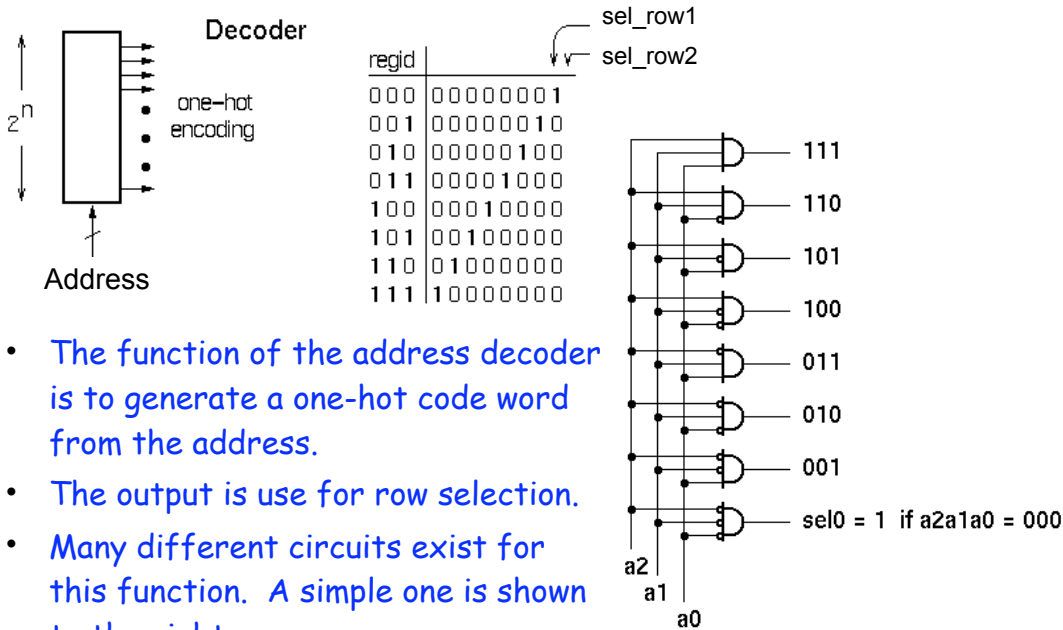 Decoder
sel_row1
sel_row2
2^n
one-hot
encoding
Address
regid
000 00000001
001 00000010
010 00000100
011 00001000
100 00010000
101 00100000
110 01000000
111 10000000
• The function of the address decoder
is to generate a one-hot code word
from the address.
• The output is use for row selection.
• Many different circuits exist for
this function. A simple one is shown
111
110
101
100
011
010
001
sel0 = 1 if a2a1a0 = 000
a2
a1
a0